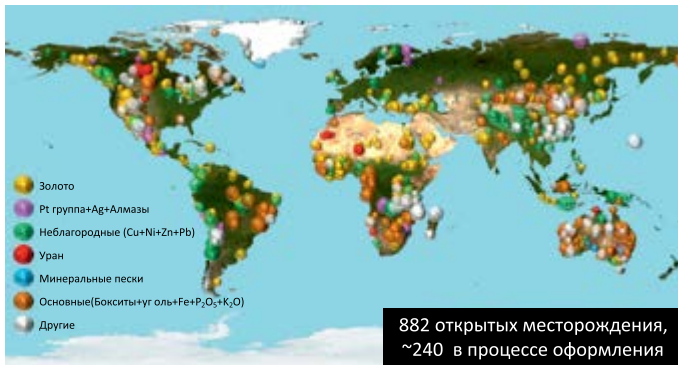 Золото
Pt группа+Ag+Алмазы
Неблагородные (Cu+Ni+Zn+Pb)
Уран
Минеральные пески
Основные(Бокситы+уг оль+Fe+P₂O₅+K₂O)
Другие
882 открытых месторождения,
~240 в процессе оформления